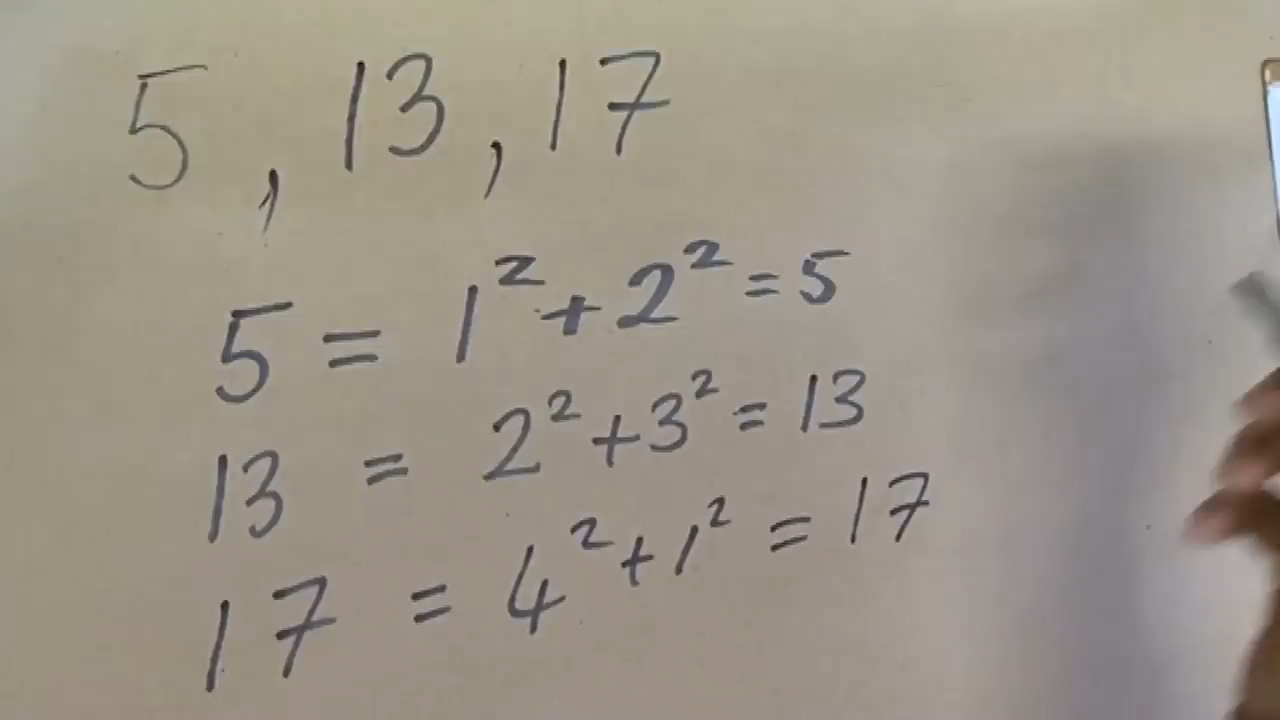 5, 13, 17
5 = 1² + 2² = 5
13 = 2² + 3² = 13
17 = 4² + 1² = 17